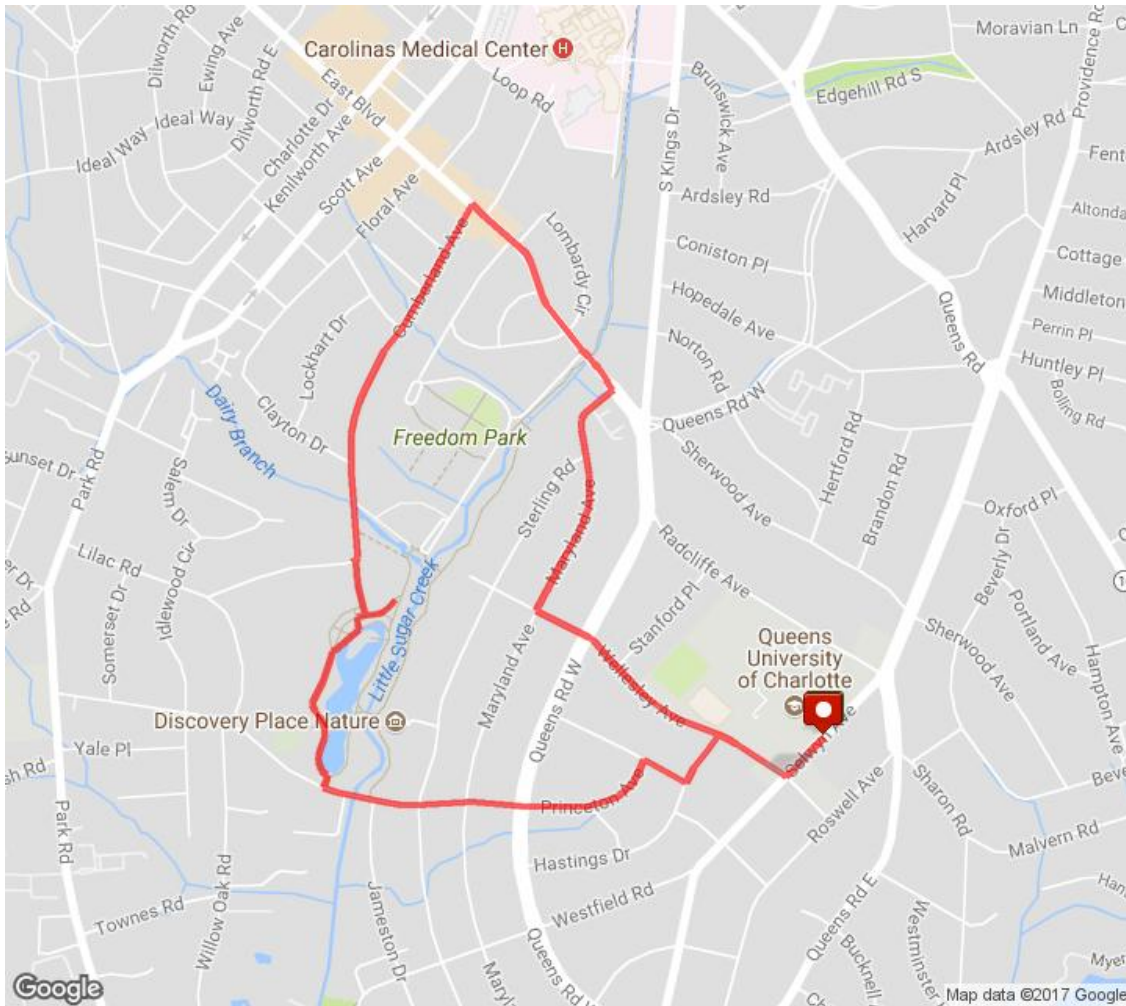 Moravian Ln
Carolinas Medical Center
H
Dilworth Rd
Ewing Ave
Dilworth Rd E
East Blvd
Loop Rd
Brunswick Ave
S Kings Dr
Edgehill Rd S
Providence Rd
Ideal Way
Ideal Way
Charlotte Dr
Kenilworth Ave
Scott Ave
Floral Ave
Ardsley Rd
Ardsley Rd
Harvard Pl
Fent
Altonda
Cottage
Middleton
Perrin Pl
Huntley Pl
Bolling Rd
Cumberland Ave
Lombardy Cir
Coniston Pl
Hopedale Ave
Norton Rd
Queens Rd
Queens Rd W
Lockhart Dr
Dairy Branch
Clayton Dr
Freedom Park
Sherwood Ave
Hertford Rd
Brandon Rd
Oxford Pl
Park Rd
Sunset Dr
Salem Dr
Sterling Rd
Maryland Ave
Radcliffe Ave
Beverly Dr
Portland Ave
Hampton Ave
Lilac Rd
Somerset Dr
Idlewood Cir
Little Sugar Creek
Stanford Pl
Maryland Ave
Queens Rd W
Wellesley Ave
Queens
University
of Charlotte
Sherwood Ave
Discovery Place Nature
Selwyn Ave
Yale Pl
Park Rd
Princeton Ave
Roswell Ave
Sharon Rd
Malvern Rd
Hastings Dr
Westfield Rd
Queens Rd E
Westminster
Bucknell
Townes Rd
Willow Oak Rd
Jameston Dr
Queens Rd W
Google
Map data ©2017 Google